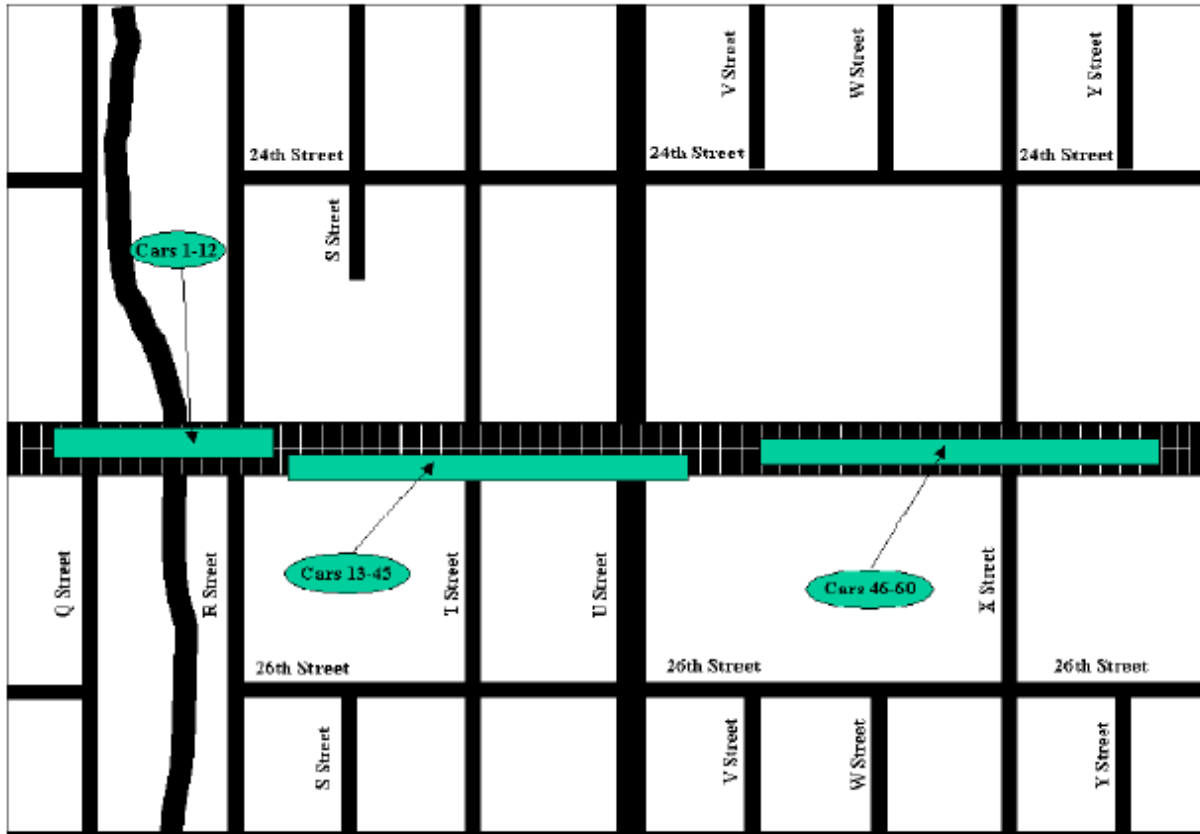 V Street
W Street
Y Street
24th Street
24th Street
24th Street
S Street
Cars 1-12
Q Street
R Street
Cars 13-45
T Street
U Street
Cars 46-60
X Street
26th Street
26th Street
26th Street
S Street
V Street
W Street
Y Street